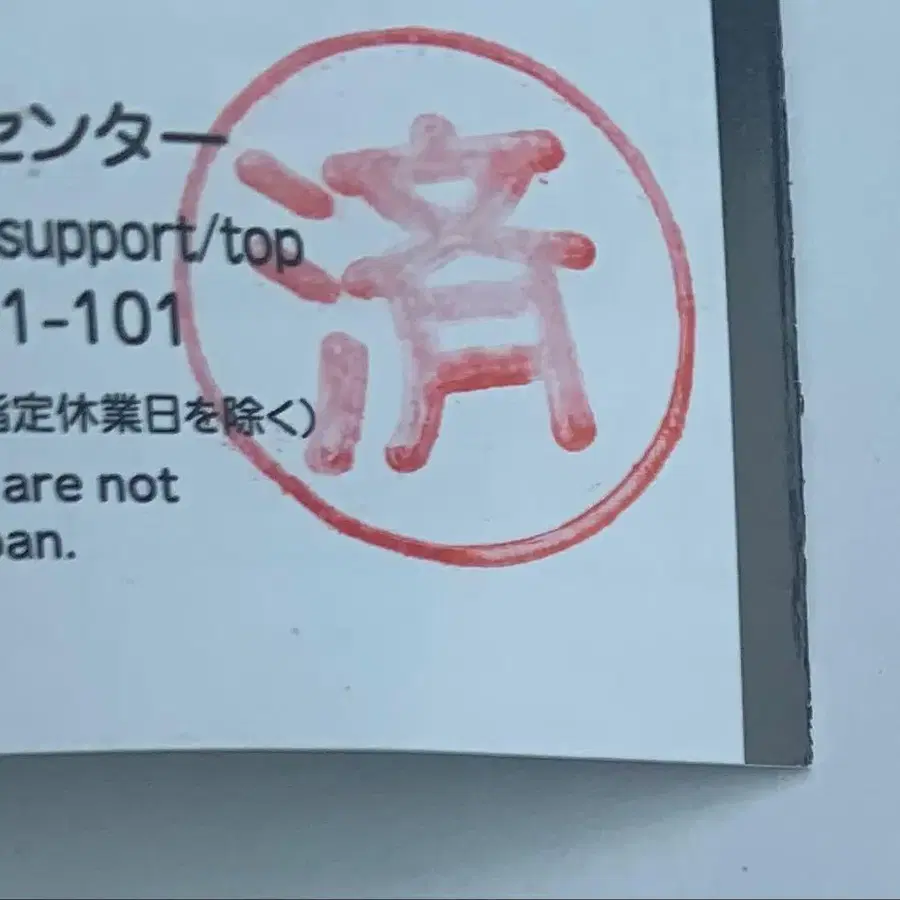 センター
support/top
1-101
指定休業日を除く)
are not
pan.
済